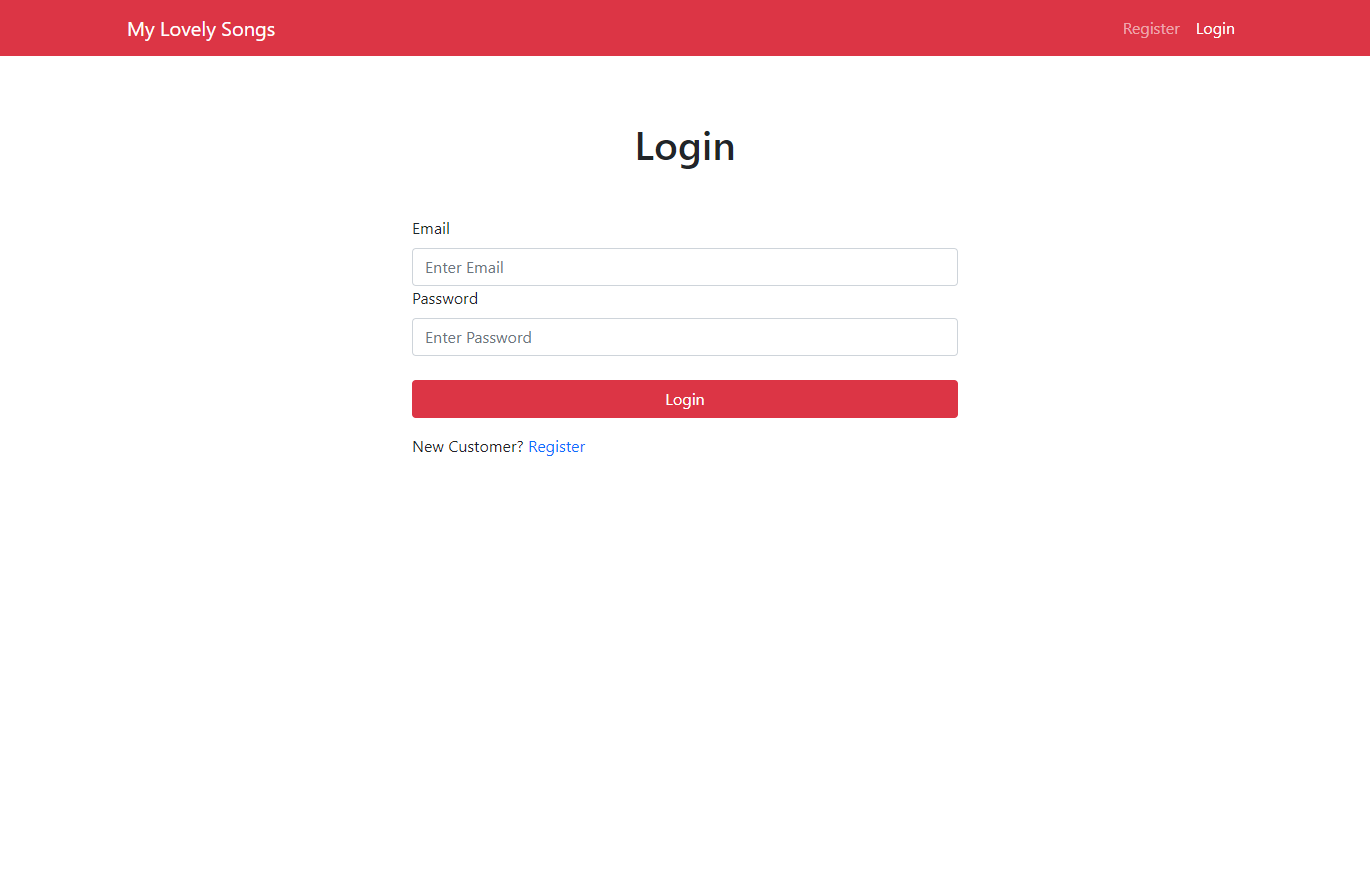 My Lovely Songs
Register Login
Login
Email
Enter Email
Password
Enter Password
Login
New Customer? Register